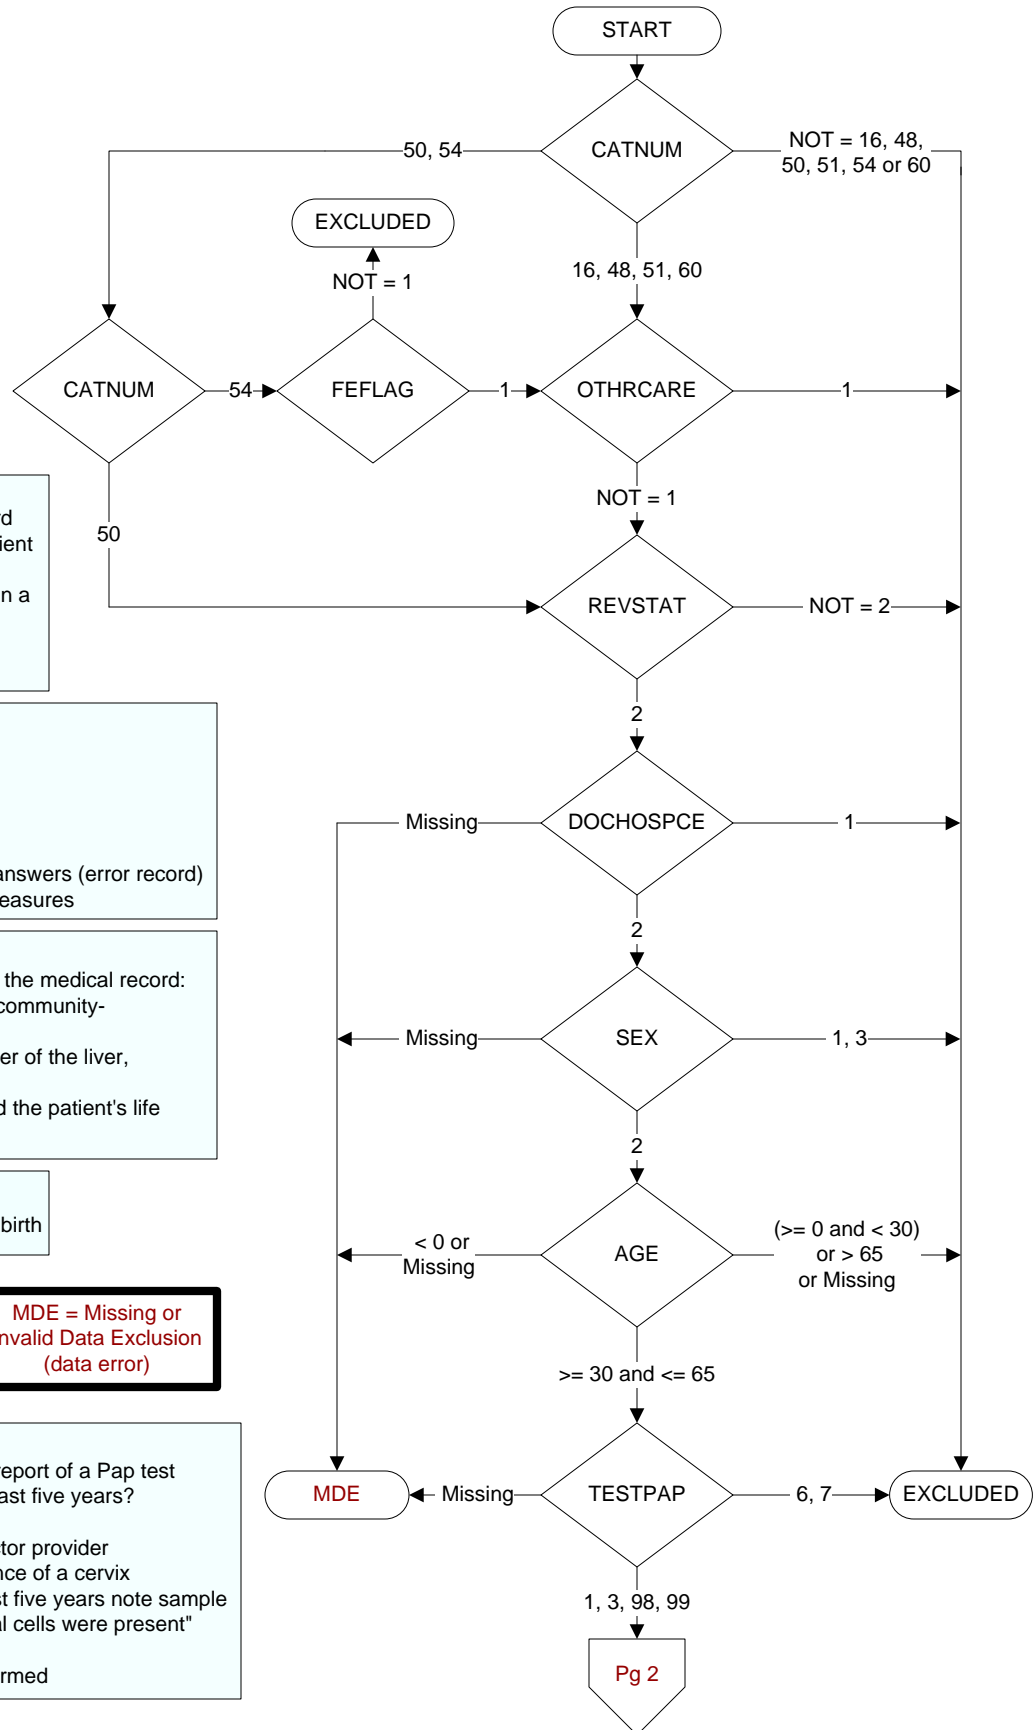 START
CATNUM
50, 54
NOT = 16, 48,
50, 51, 54 or 60
EXCLUDED
NOT = 1
16, 48, 51, 60
CATNUM
54
FEFLAG
1
OTHRCARE
1
50
NOT = 1
REVSTAT
NOT = 2
2
DOCHOSPCE
Missing
1
2
SEX
Missing
1, 3
2
AGE
< 0 or
Missing
(>= 0 and < 30)
or > 65
or Missing
>= 30 and <= 65
MDE
Missing
TESTPAP
6, 7
EXCLUDED
1, 3, 98, 99
Pg 2
n a
answers (error record)
the medical record:
community-
er of the liver,
d the patient's life
birth
MDE = Missing or
nvalid Data Exclusion
(data error)
report of a Pap test
ast five years?
ctor provider
nce of a cervix
st five years note sample
al cells were present"
rmed